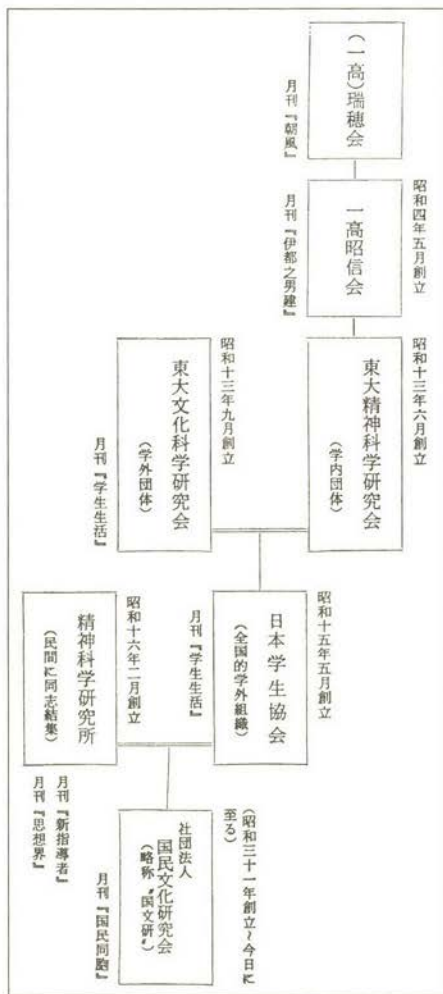 (一高)瑞穂会
月刊『朝風』
昭和四年五月創立
一高昭信会
月刊『伊都之男建』
昭和十三年六月創立
東大精神科学研究会
(学内団体)
昭和十三年九月創立
東大文化科学研究会
(学外団体)
月刊『学生生活』
昭和十五年五月創立
日本学生協会
(全国的学外組織)
月刊『学生生活』
昭和十六年二月創立
精神科学研究所
(民間に同志結集)
月刊『新指導者』
月刊『思想界』
(昭和三十一年創立~今日に
至る)
社団法人
国民文化研究会
(略称“国文研”)
月刊『国民同胞』